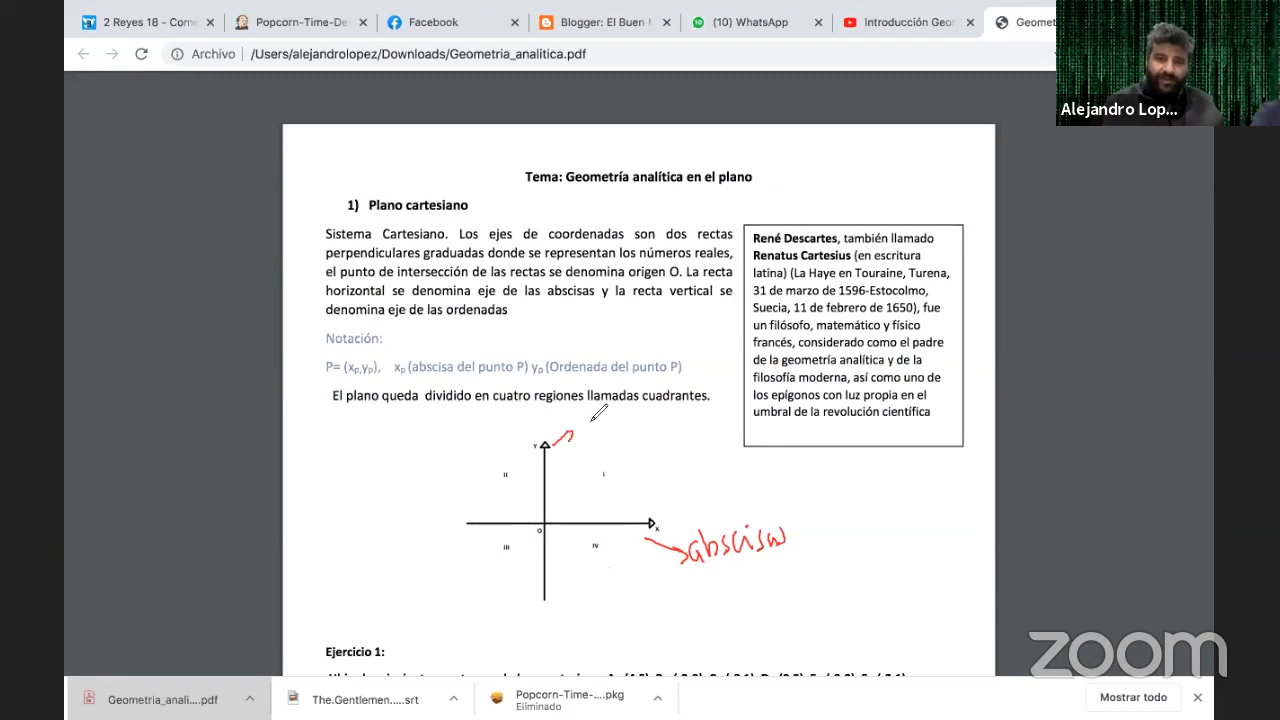 2 Reyes 18 - Com
Popcorn-Time-De
Facebook
Blogger: El Buen
(10) WhatsApp
Introducción Geo
Geome
Archivo /Users/alejandrolopez/Downloads/Geometria_analitica.pdf
Alejandro Lop...
Tema: Geometría analítica en el plano
1) Plano cartesiano
Sistema Cartesiano. Los ejes de coordenadas son dos rectas
perpendiculares graduadas donde se representan los números reales,
el punto de intersección de las rectas se denomina origen O. La recta
horizontal se denomina eje de las abscisas y la recta vertical se
denomina eje de las ordenadas
Notación:
P= (xp,yp), xp (abscisa del punto P) yp (Ordenada del punto P)
El plano queda dividido en cuatro regiones llamadas cuadrantes.
René Descartes, también llamado
Renatus Cartesius (en escritura
latina) (La Haye en Touraine, Turena,
31 de marzo de 1596-Estocolmo,
Suecia, 11 de febrero de 1650), fue
un filósofo, matemático y físico
francés, considerado como el padre
de la geometría analítica y de la
filosofía moderna, así como uno de
los epígonos con luz propia en el
umbral de la revolución científica
Y
II
I
O
X
III
IV
abscisas
Ejercicio 1:
zoom
Geometria_anali....pdf
The.Gentlemen.....srt
Popcorn-Time-....pkg
Eliminado
Mostrar todo